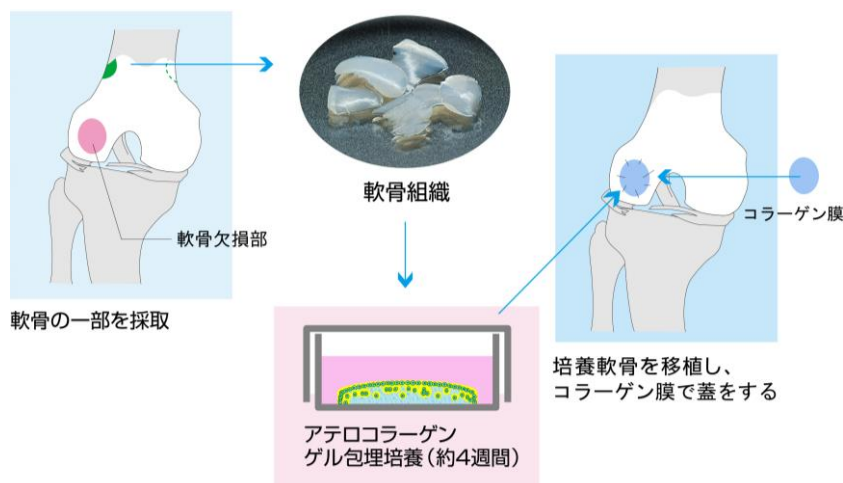 軟骨欠損部
軟骨の一部を採取
軟骨組織
アテロコラーゲン
ゲル包埋培養（約4週間）
コラーゲン膜
培養軟骨を移植し、
コラーゲン膜で蓋をする